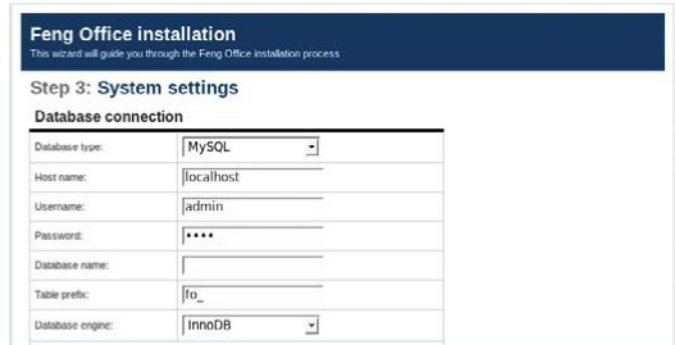 Feng Office installation
This wizard will guide you through the Feng Office installation process
Step 3: System settings
Database connection
Database type: MySQL
Host name: localhost
Username: admin
Password: ••••
Database name:
Table prefix: fo_
Database engine: InnoDB